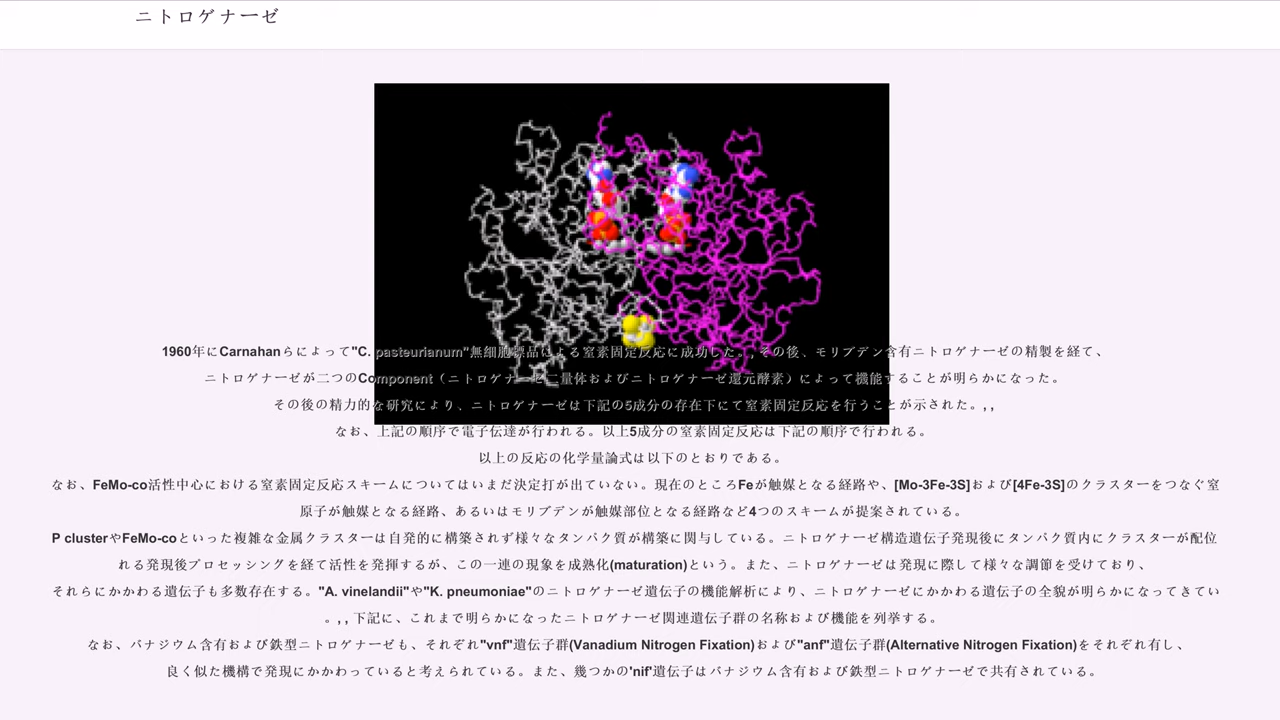 ニトロゲナーゼ
1960年にCarnahanらによって"C. pasteurianum"無細胞標品による窒素固定反応に成功した。, その後、モリブデン含有ニトロゲナーゼの精製を経て、
ニトロゲナーゼが二つのComponent（ニトロゲナーゼ二量体およびニトロゲナーゼ還元酵素）によって機能することが明らかになった。
その後の精力的な研究により、ニトロゲナーゼは下記の5成分の存在下にて窒素固定反応を行うことが示された。, ,
なお、上記の順序で電子伝達が行われる。以上5成分の窒素固定反応は下記の順序で行われる。
以上の反応の化学量論式は以下のとおりである。
なお、FeMo-co活性中心における窒素固定反応スキームについてはいまだ決定打が出ていない。現在のところFeが触媒となる経路や、[Mo-3Fe-3S]および[4Fe-3S]のクラスターをつなぐ窒
原子が触媒となる経路、あるいはモリブデンが触媒部位となる経路など4つのスキームが提案されている。
P clusterやFeMo-coといった複雑な金属クラスターは自発的に構築されず様々なタンパク質が構築に関与している。ニトロゲナーゼ構造遺伝子発現後にタンパク質内にクラスターが配位
れる発現後プロセッシングを経て活性を発揮するが、この一連の現象を成熟化(maturation)という。また、ニトロゲナーゼは発現に際して様々な調節を受けており、
それらにかかわる遺伝子も多数存在する。"A. vinelandii"や"K. pneumoniae"のニトロゲナーゼ遺伝子の機能解析により、ニトロゲナーゼにかかわる遺伝子の全貌が明らかになってきてい
。, , 下記に、これまで明らかになったニトロゲナーゼ関連遺伝子群の名称および機能を列挙する。
なお、バナジウム含有および鉄型ニトロゲナーゼも、それぞれ"vnf"遺伝子群(Vanadium Nitrogen Fixation)および"anf"遺伝子群(Alternative Nitrogen Fixation)をそれぞれ有し、
良く似た機構で発現にかかわっていると考えられている。また、幾つかの'nif'遺伝子はバナジウム含有および鉄型ニトロゲナーゼで共有されている。